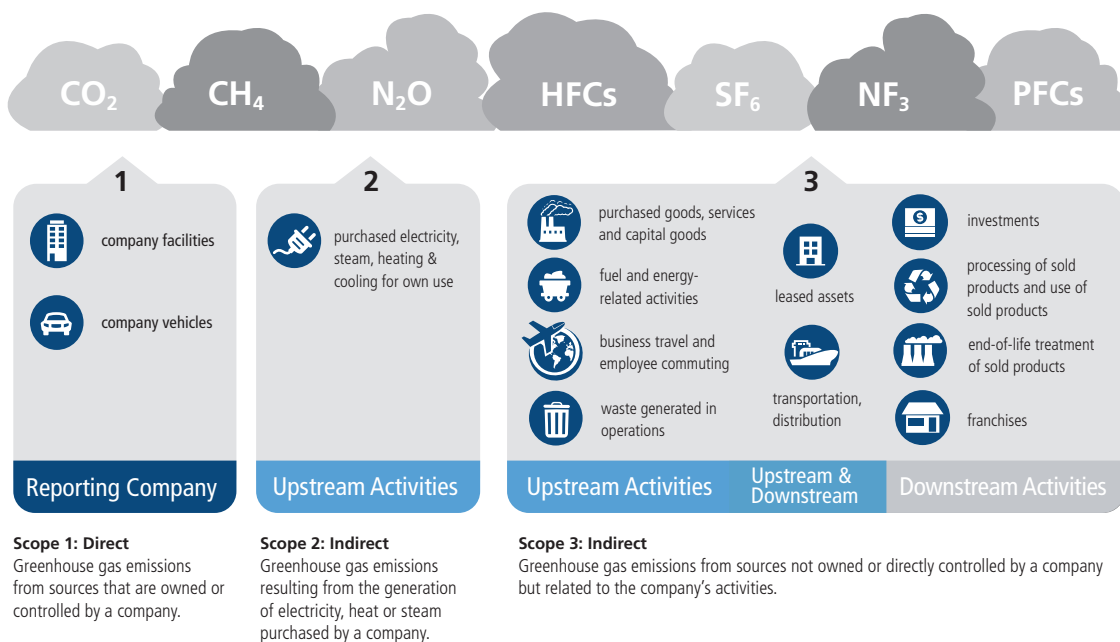 CO₂
CH₄
N₂O
HFCs
SF₆
NF₃
PFCs
1
company facilities
company vehicles
Reporting Company
2
purchased electricity,
steam, heating &
cooling for own use
Upstream Activities
3
purchased goods, services
and capital goods
fuel and energy-
related activities
business travel and
employee commuting
waste generated in
operations
Upstream Activities
leased assets
transportation,
distribution
Upstream &
Downstream
$
investments
processing of sold
products and use of
sold products
end-of-life treatment
of sold products
franchises
Downstream Activities
Scope 1: Direct
Greenhouse gas emissions
from sources that are owned or
controlled by a company.
Scope 2: Indirect
Greenhouse gas emissions
resulting from the generation
of electricity, heat or steam
purchased by a company.
Scope 3: Indirect
Greenhouse gas emissions from sources not owned or directly controlled by a company
but related to the company's activities.